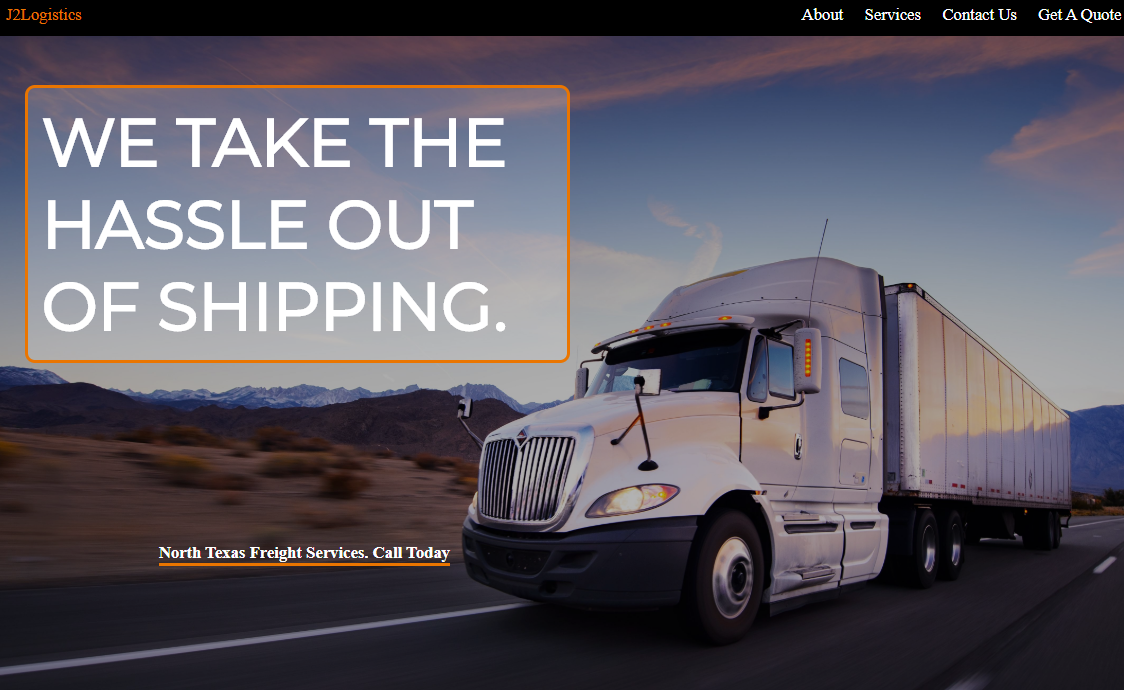 J2Logistics
About Services Contact Us Get A Quote
WE TAKE THE
HASSLE OUT
OF SHIPPING.
North Texas Freight Services. Call Today